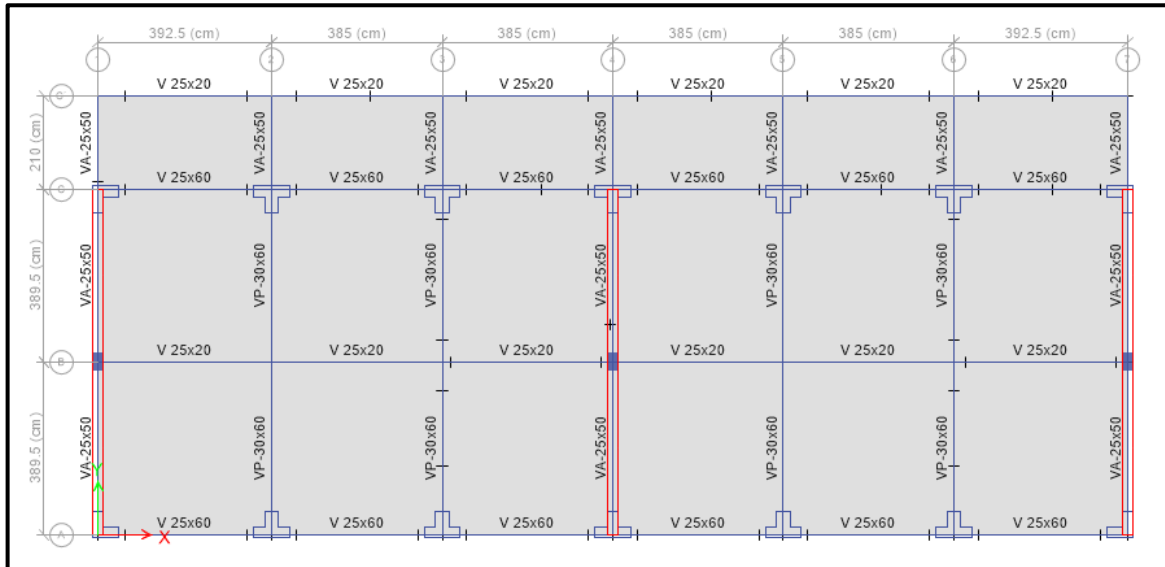 392.5 (cm) 385 (cm) 385 (cm) 385 (cm) 385 (cm) 392.5 (cm)
1 2 3 4 5 6 7
V 25x20 V 25x20 V 25x20 V 25x20 V 25x20 V 25x20
C
210 (cm) VA-25x50 VA-25x50 VA-25x50 VA-25x50 VA-25x50 VA-25x50 VA-25x50
V 25x60 V 25x60 V 25x60 V 25x60 V 25x60 V 25x60
389.5 (cm) VA-25x50 VP-30x60 VP-30x60 VA-25x50 VP-30x60 VP-30x60 VA-25x50
V 25x20 V 25x20 V 25x20 V 25x20 V 25x20 V 25x20
B
389.5 (cm) VA-25x50 VP-30x60 VP-30x60 VA-25x50 VP-30x60 VP-30x60 VA-25x50
Y
V 25x60 V 25x60 V 25x60 V 25x60 V 25x60 V 25x60
A
X